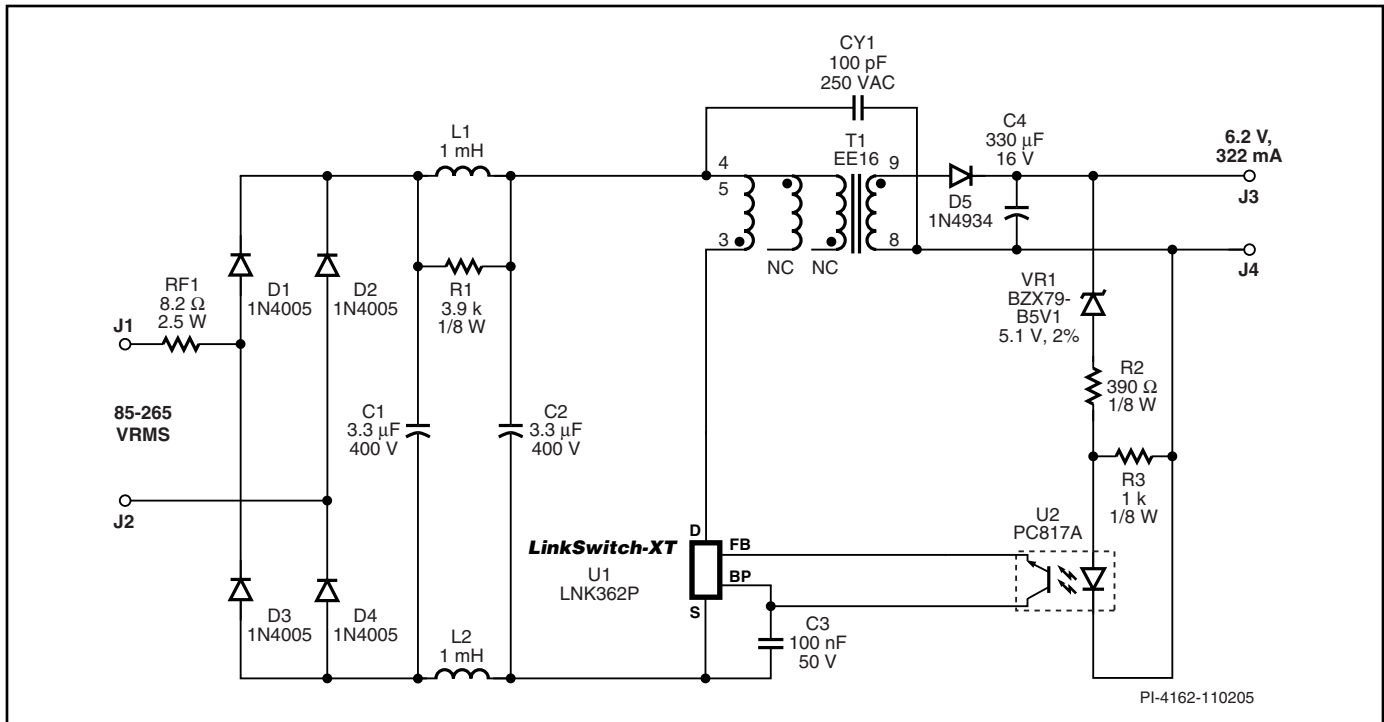 CY1
100 pF
250 VAC
L1
1 mH
T1
EE16
C4
330 µF
16 V
6.2 V,
322 mA
4
5
3
9
8
D5
1N4934
J3
J4
NC
NC
RF1
8.2 Ω
2.5 W
D1
1N4005
D2
1N4005
R1
3.9 k
1/8 W
VR1
BZX79-
B5V1
5.1 V, 2%
J1
R2
390 Ω
1/8 W
85-265
VRMS
C1
3.3 µF
400 V
C2
3.3 µF
400 V
R3
1 k
1/8 W
J2
U2
PC817A
D
FB
BP
S
LinkSwitch-XT
U1
LNK362P
D3
1N4005
D4
1N4005
L2
1 mH
C3
100 nF
50 V
PI-4162-110205